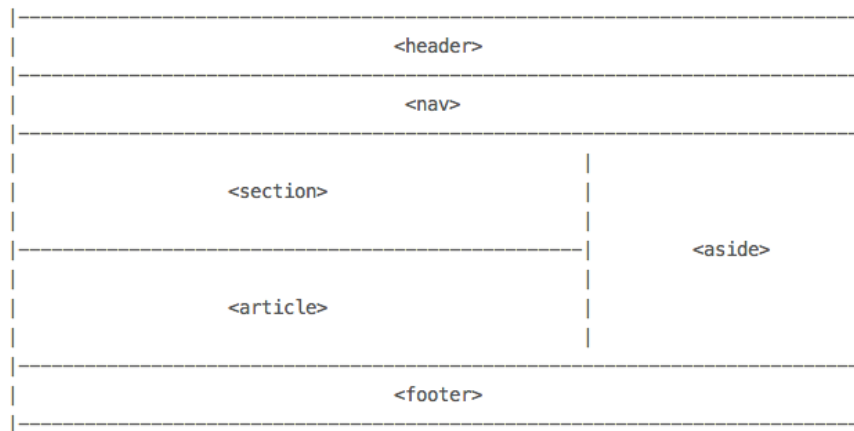 <header>
<nav>
<section>
<aside>
<article>
<footer>